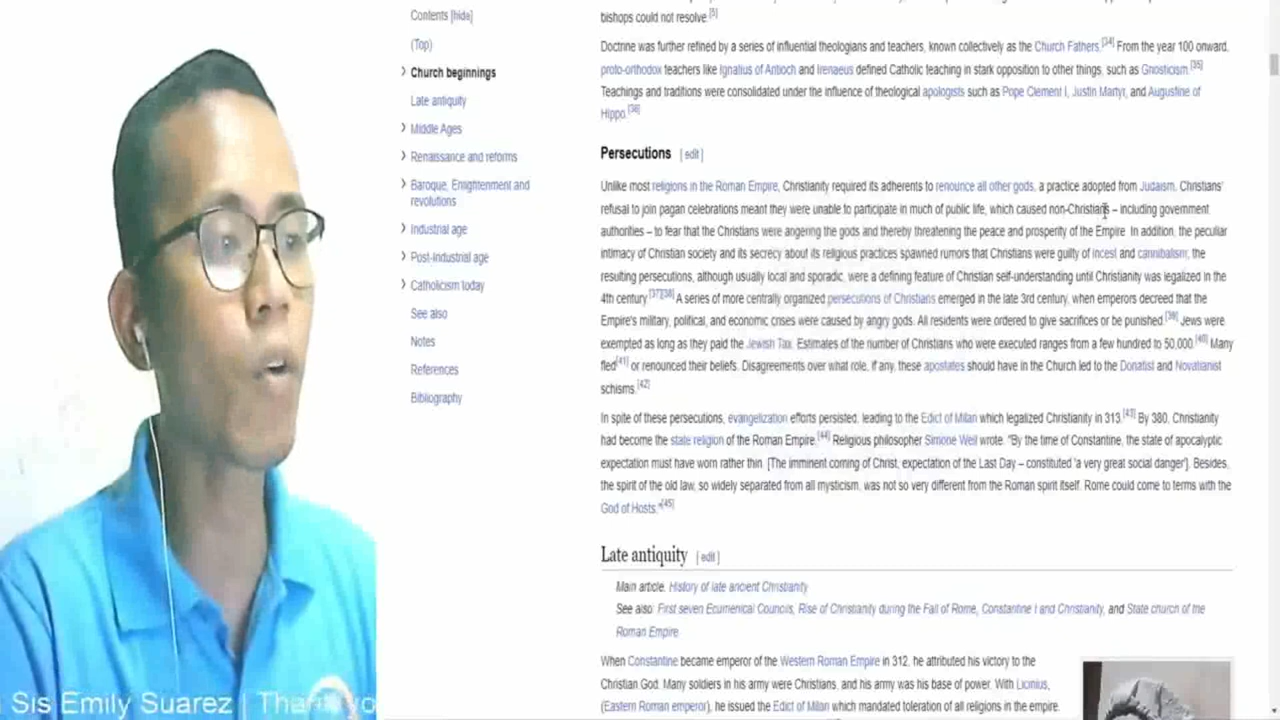 Contents [hide]
(Top)
Church beginnings
Late antiquity
Middle Ages
Renaissance and reforms
Baroque, Enlightenment and
revolutions
Industrial age
Post-Industrial age
Catholicism today
See also
Notes
References
Bibliography
bishops could not resolve.[5]
Doctrine was further refined by a series of influential theologians and teachers, known collectively as the Church Fathers.[34] From the year 100 onward,
proto-orthodox teachers like Ignatius of Antioch and Irenaeus defined Catholic teaching in stark opposition to other things, such as Gnosticism.[35]
Teachings and traditions were consolidated under the influence of theological apologists such as Pope Clement I, Justin Martyr, and Augustine of
Hippo.[36]
Persecutions [ edit ]
Unlike most religions in the Roman Empire, Christianity required its adherents to renounce all other gods, a practice adopted from Judaism. Christians'
refusal to join pagan celebrations meant they were unable to participate in much of public life, which caused non-Christians – including government
authorities – to fear that the Christians were angering the gods and thereby threatening the peace and prosperity of the Empire. In addition, the peculiar
intimacy of Christian society and its secrecy about its religious practices spawned rumors that Christians were guilty of incest and cannibalism; the
resulting persecutions, although usually local and sporadic, were a defining feature of Christian self-understanding until Christianity was legalized in the
4th century.[37][38] A series of more centrally organized persecutions of Christians emerged in the late 3rd century, when emperors decreed that the
Empire's military, political, and economic crises were caused by angry gods. All residents were ordered to give sacrifices or be punished.[39] Jews were
exempted as long as they paid the Jewish Tax. Estimates of the number of Christians who were executed ranges from a few hundred to 50,000.[40] Many
fled[41] or renounced their beliefs. Disagreements over what role, if any, these apostates should have in the Church led to the Donatist and Novatianist
schisms.[42]
In spite of these persecutions, evangelization efforts persisted, leading to the Edict of Milan which legalized Christianity in 313.[43] By 380, Christianity
had become the state religion of the Roman Empire.[44] Religious philosopher Simone Weil wrote: "By the time of Constantine, the state of apocalyptic
expectation must have worn rather thin. [The imminent coming of Christ, expectation of the Last Day – constituted 'a very great social danger']. Besides,
the spirit of the old law, so widely separated from all mysticism, was not so very different from the Roman spirit itself. Rome could come to terms with the
God of Hosts."[45]
Late antiquity [ edit ]
Main article: History of late ancient Christianity
See also: First seven Ecumenical Councils, Rise of Christianity during the Fall of Rome, Constantine I and Christianity, and State church of the
Roman Empire
When Constantine became emperor of the Western Roman Empire in 312, he attributed his victory to the
Christian God. Many soldiers in his army were Christians, and his army was his base of power. With Licinius,
(Eastern Roman emperor), he issued the Edict of Milan which mandated toleration of all religions in the empire.
Sis Emily Suarez |